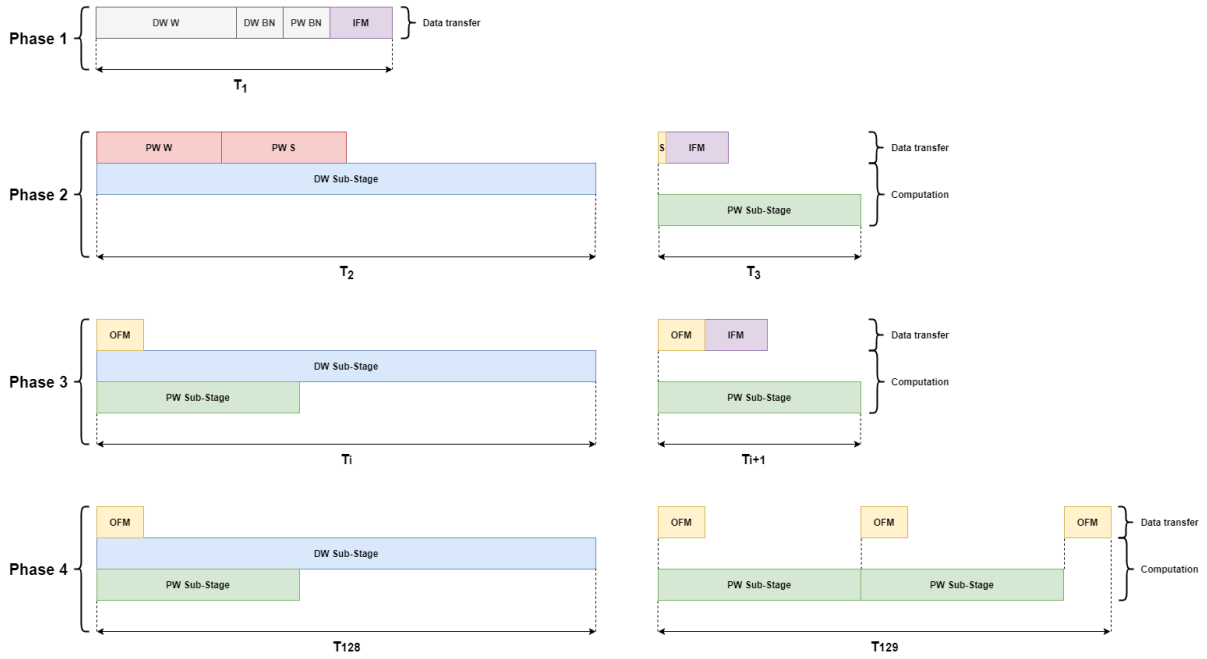 DW W DW BN PW BN IFM Data transfer
Phase 1
T1
PW W PW S S IFM Data transfer
DW Sub-Stage
Phase 2 Computation
PW Sub-Stage
T2 T3
OFM OFM IFM Data transfer
DW Sub-Stage
Phase 3 Computation
PW Sub-Stage PW Sub-Stage
Ti Ti+1
OFM OFM OFM OFM Data transfer
DW Sub-Stage
Phase 4 Computation
PW Sub-Stage PW Sub-Stage PW Sub-Stage
T128 T129